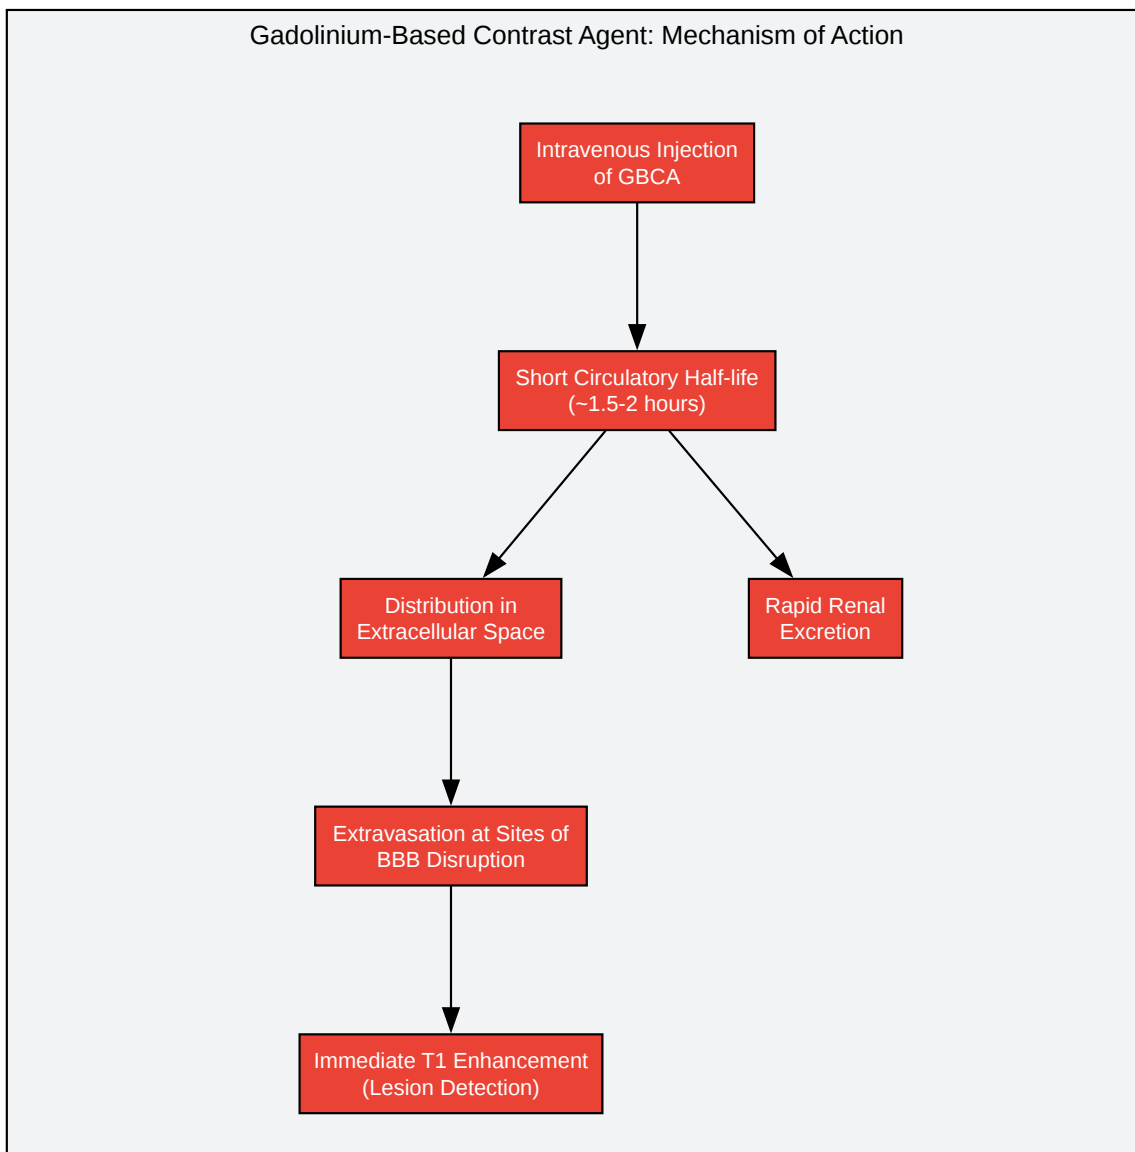 Gadolinium-Based Contrast Agent: Mechanism of Action
Intravenous Injection
of GBCA
Short Circulatory Half-life
(~1.5-2 hours)
Distribution in
Extracellular Space
Rapid Renal
Excretion
Extravasation at Sites of
BBB Disruption
Immediate T1 Enhancement
(Lesion Detection)